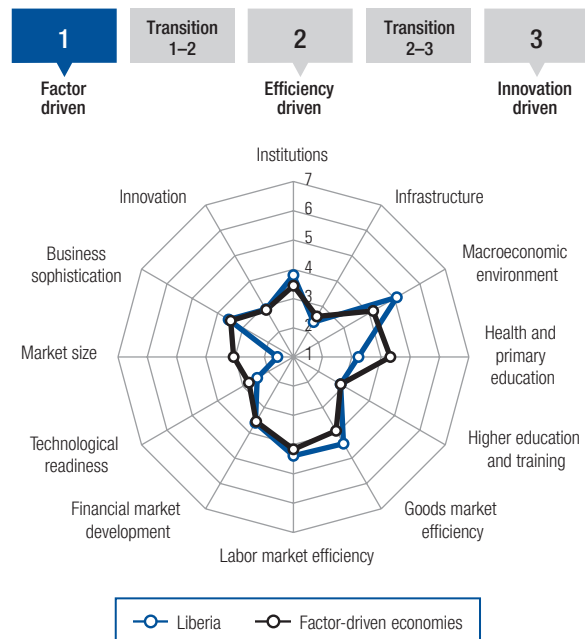 1
Transition
1–2
2
Transition
2–3
3
Factor
driven
Efficiency
driven
Innovation
driven
Institutions
7
6
5
4
3
2
1
Infrastructure
Macroeconomic
environment
Health and
primary
education
Higher education
and training
Goods market
efficiency
Labor market efficiency
Financial market
development
Technological
readiness
Market size
Business
sophistication
Innovation
Liberia
Factor-driven economies